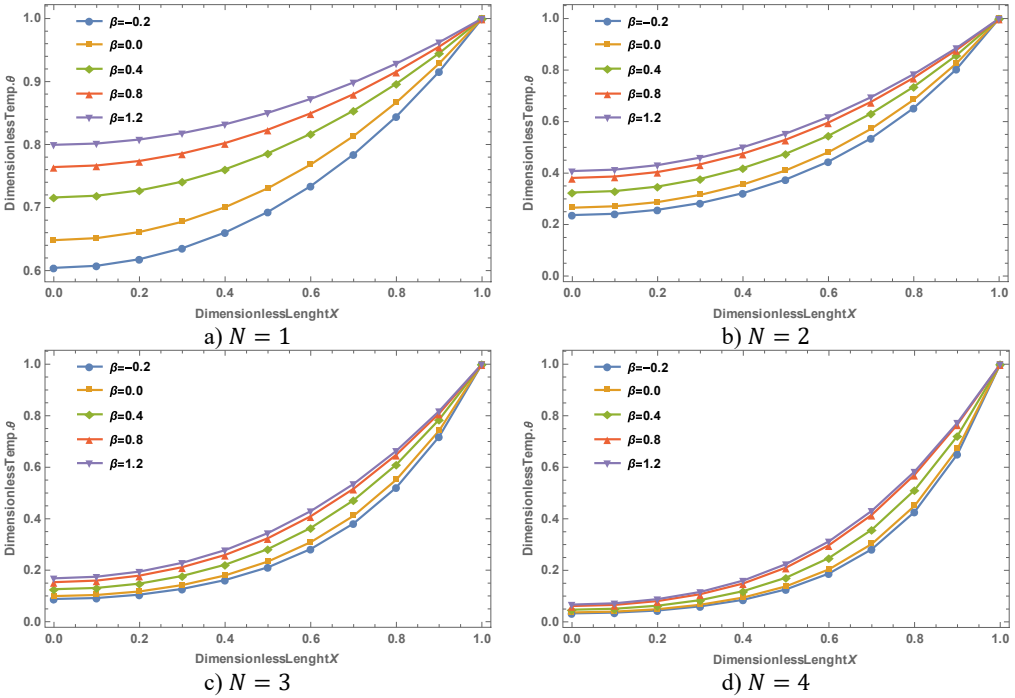 β=−0.2
β=0.0
β=0.4
β=0.8
β=1.2
1.0
0.9
0.8
0.7
0.6
DimensionlessTemp.θ
0.0 0.2 0.4 0.6 0.8 1.0
DimensionlessLenghtX
a) N = 1
β=−0.2
β=0.0
β=0.4
β=0.8
β=1.2
1.0
0.8
0.6
0.4
0.2
0.0
DimensionlessTemp.θ
0.0 0.2 0.4 0.6 0.8 1.0
DimensionlessLenghtX
b) N = 2
β=−0.2
β=0.0
β=0.4
β=0.8
β=1.2
1.0
0.8
0.6
0.4
0.2
0.0
DimensionlessTemp.θ
0.0 0.2 0.4 0.6 0.8 1.0
DimensionlessLenghtX
c) N = 3
β=−0.2
β=0.0
β=0.4
β=0.8
β=1.2
1.0
0.8
0.6
0.4
0.2
0.0
DimensionlessTemp.θ
0.0 0.2 0.4 0.6 0.8 1.0
DimensionlessLenghtX
d) N = 4